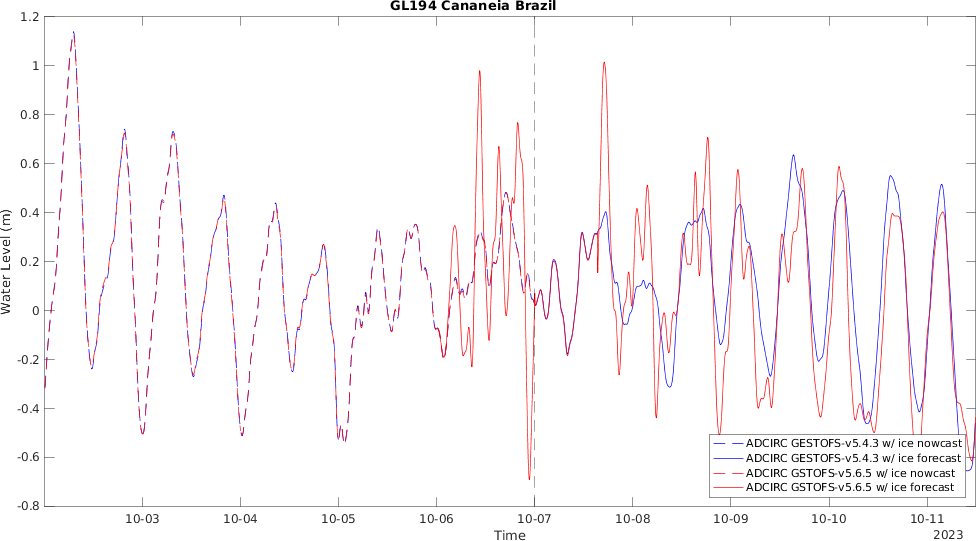 GL194 Cananeia Brazil
1.2
1
0.8
0.6
0.4
0.2
0
-0.2
-0.4
-0.6
-0.8
Water Level (m)
ADCIRC GESTOFS-v5.4.3 w/ ice nowcast
ADCIRC GESTOFS-v5.4.3 w/ ice forecast
ADCIRC GSTOFS-v5.6.5 w/ ice nowcast
ADCIRC GSTOFS-v5.6.5 w/ ice forecast
10-03 10-04 10-05 10-06 10-07 10-08 10-09 10-10 10-11
Time
2023